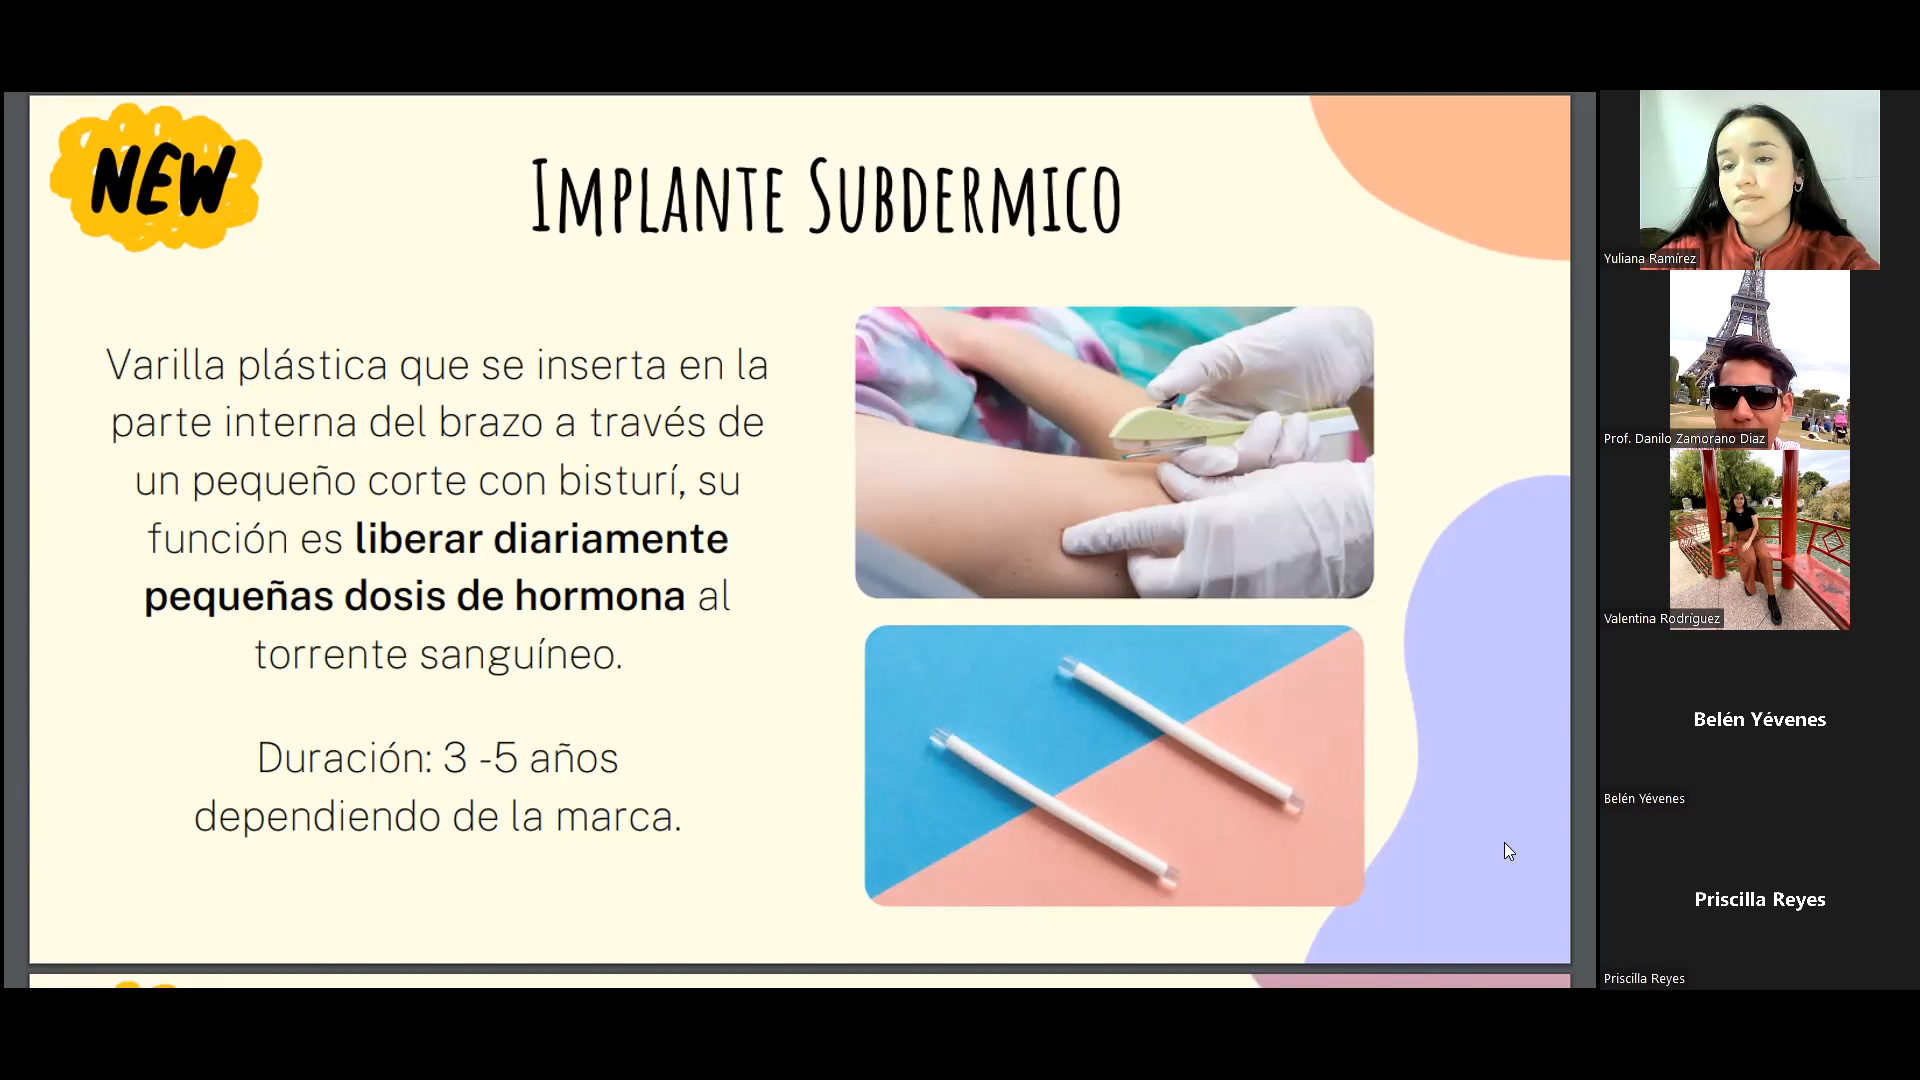 NEW
Implante Subdermico
Varilla plástica que se inserta en la
parte interna del brazo a través de
un pequeño corte con bisturí, su
función es liberar diariamente
pequeñas dosis de hormona al
torrente sanguíneo.
Duración: 3 -5 años
dependiendo de la marca.
Yuliana Ramírez
Prof. Danilo Zamorano Diaz
Valentina Rodríguez
Belén Yévenes
Belén Yévenes
Priscilla Reyes
Priscilla Reyes